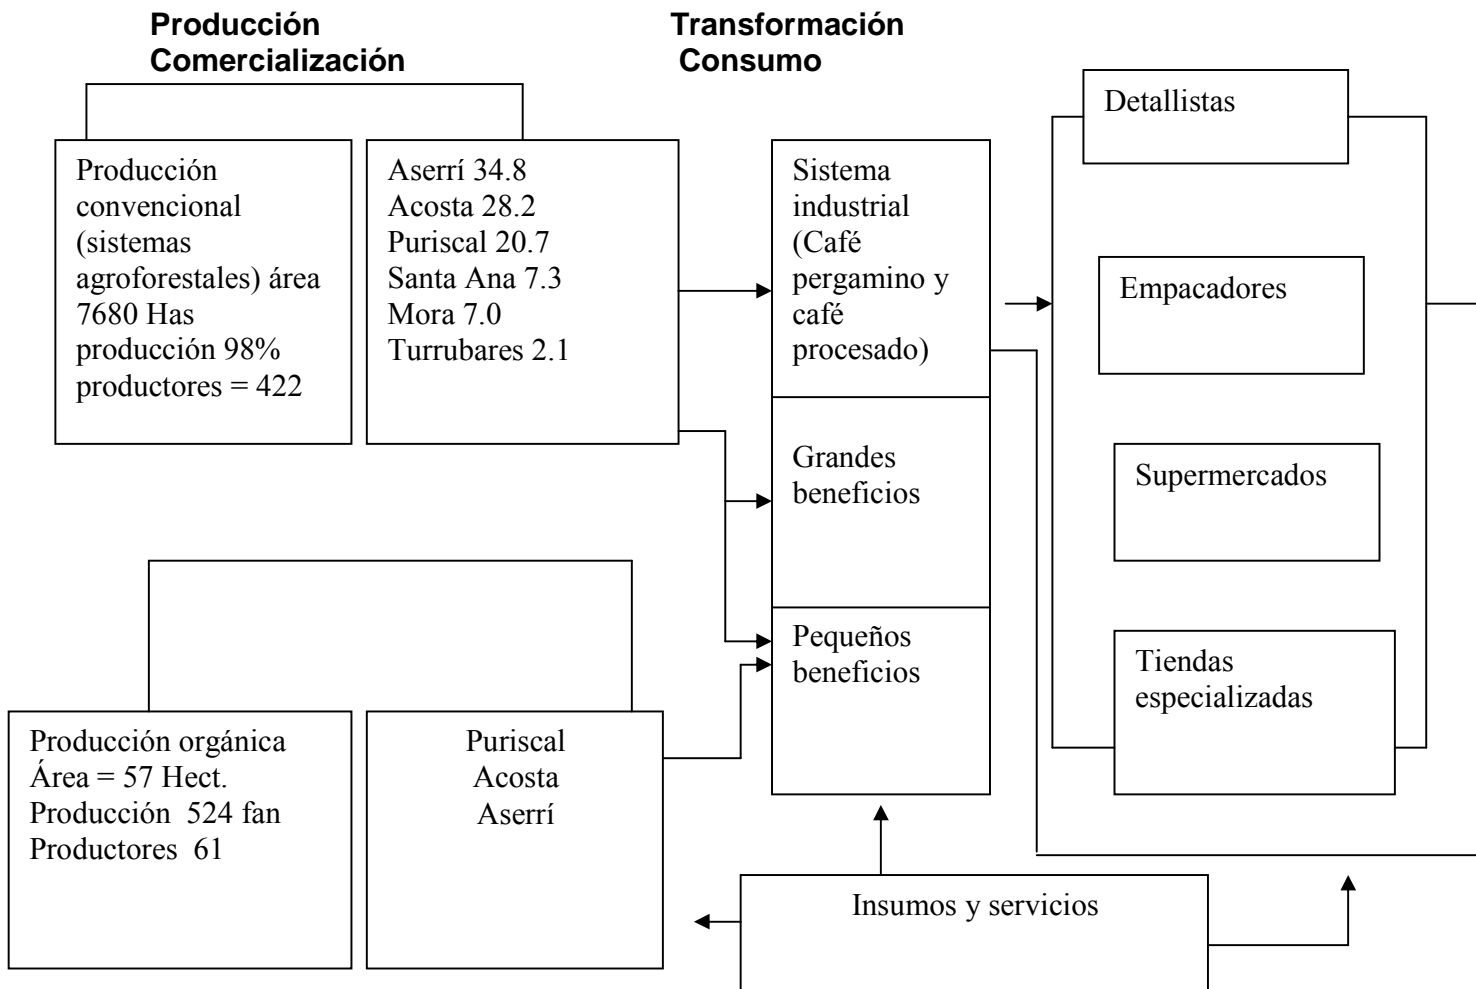 Producción Transformación
Comercialización Consumo
Producción
convencional
(sistemas
agroforestales) área
7680 Has
producción 98%
productores = 422
Aserrí 34.8
Acosta 28.2
Puriscal 20.7
Santa Ana 7.3
Mora 7.0
Turrubares 2.1
Sistema
industrial
(Café
pergamino y
café
procesado)
Grandes
beneficios
Pequeños
beneficios
Detallistas
Empacadores
Supermercados
Tiendas
especializadas
Producción orgánica
Área = 57 Hect.
Producción 524 fan
Productores 61
Puriscal
Acosta
Aserrí
Insumos y servicios